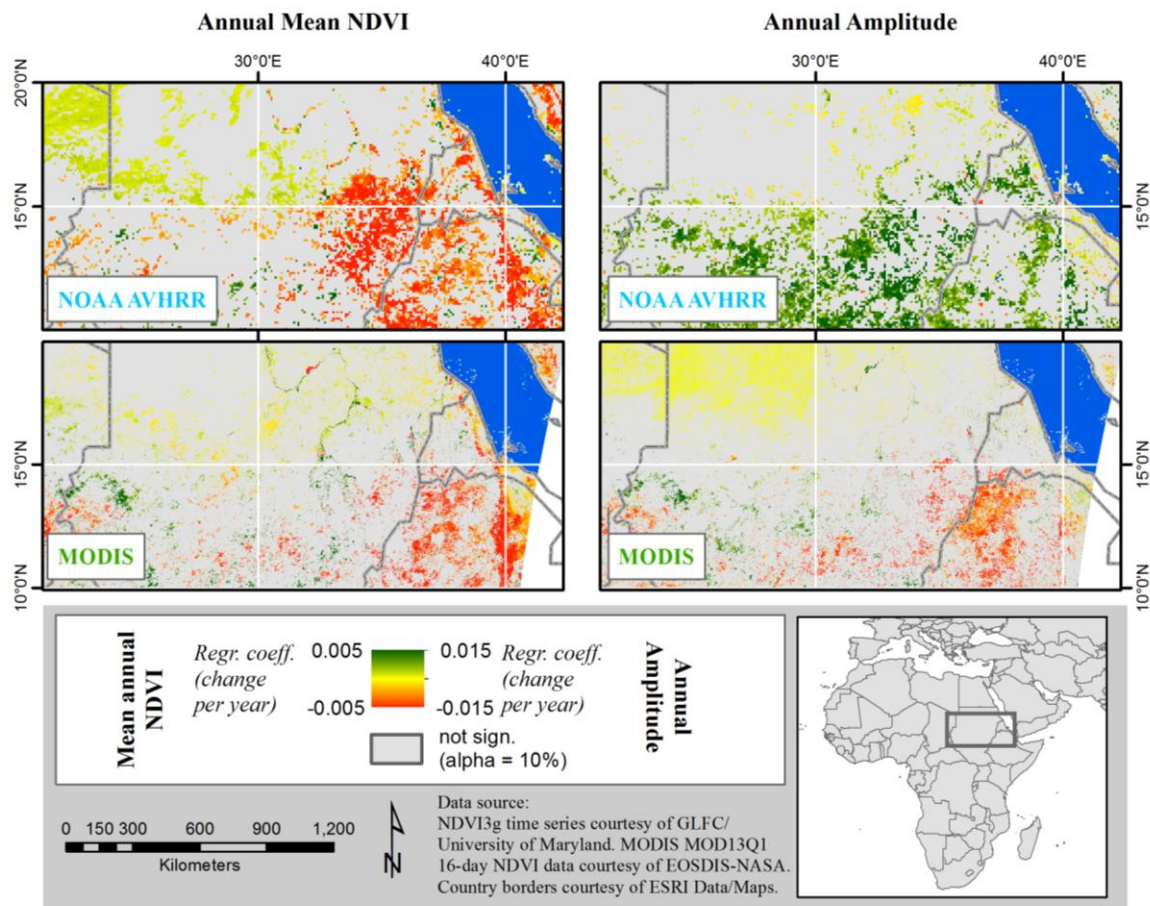 Annual Mean NDVI
Annual Amplitude
30°0'E
40°0'E
30°0'E
40°0'E
20°0'N
15°0'N
15°0'N
NOAA AVHRR
NOAA AVHRR
15°0'N
15°0'N
10°0'N
10°0'N
MODIS
MODIS
Mean annual
NDVI
Regr. coeff.
(change
per year)
0.005
-0.005
0.015
-0.015
Regr. coeff.
(change
per year)
Annual
Amplitude
not sign.
(alpha = 10%)
0 150 300 600 900 1,200
Kilometers
N
Data source:
NDVI3g time series courtesy of GLFC/
University of Maryland. MODIS MOD13Q1
16-day NDVI data courtesy of EOSDIS-NASA.
Country borders courtesy of ESRI Data/Maps.